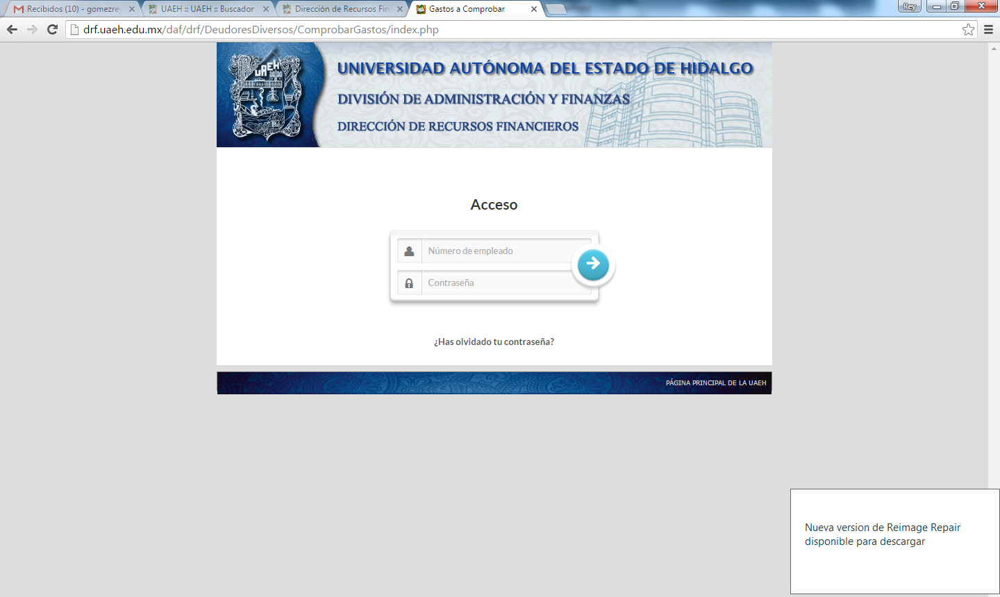 Recibidos (10) - gomezrey
UAEH :: UAEH :: Buscador
Dirección de Recursos Fin
Gastos a Comprobar
Rey
drf.uaeh.edu.mx/daf/drf/DeudoresDiversos/ComprobarGastos/index.php
UAEH
UNIVERSIDAD AUTÓNOMA DEL ESTADO DE HIDALGO
DIVISIÓN DE ADMINISTRACIÓN Y FINANZAS
DIRECCIÓN DE RECURSOS FINANCIEROS
Acceso
Número de empleado
Contraseña
¿Has olvidado tu contraseña?
PÁGINA PRINCIPAL DE LA UAEH
Nueva version de Reimage Repair
disponible para descargar